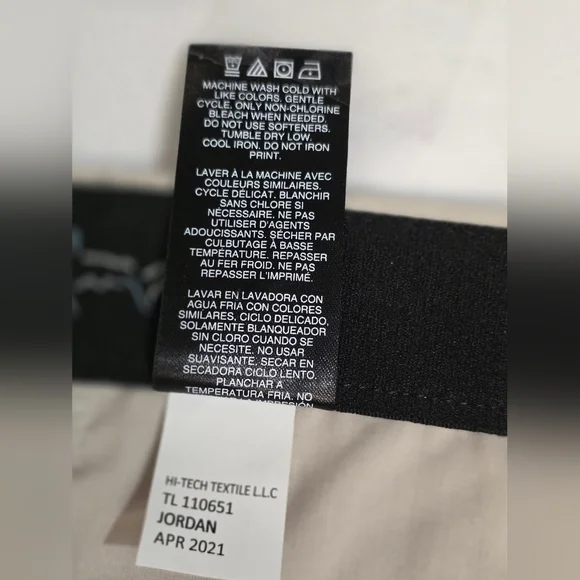 MACHINE WASH COLD WITH
LIKE COLORS. GENTLE
CYCLE. ONLY NON-CHLORINE
BLEACH WHEN NEEDED.
DO NOT USE SOFTENERS.
TUMBLE DRY LOW.
COOL IRON. DO NOT IRON
PRINT.
LAVER À LA MACHINE AVEC
COULEURS SIMILAIRES.
CYCLE DÉLICAT. BLANCHIR
SANS CHLORE SI
NÉCESSAIRE. NE PAS
UTILISER D'AGENTS
ADOUCISSANTS. SÉCHER PAR
CULBUTAGE À BASSE
TEMPÉRATURE. REPASSER
AU FER FROID. NE PAS
REPASSER L'IMPRIMÉ.
LAVAR EN LAVADORA CON
AGUA FRIA CON COLORES
SIMILARES, CICLO DELICADO.
SOLAMENTE BLANQUEADOR
SIN CLORO CUANDO SE
NECESITE. NO USAR
SUAVISANTE, SECAR EN
SECADORA CICLO LENTO.
PLANCHAR A
TEMPERATURA FRIA. NO
LA IMPRESIÓN
HI-TECH TEXTILE L.L.C
TL 110651
JORDAN
APR 2021